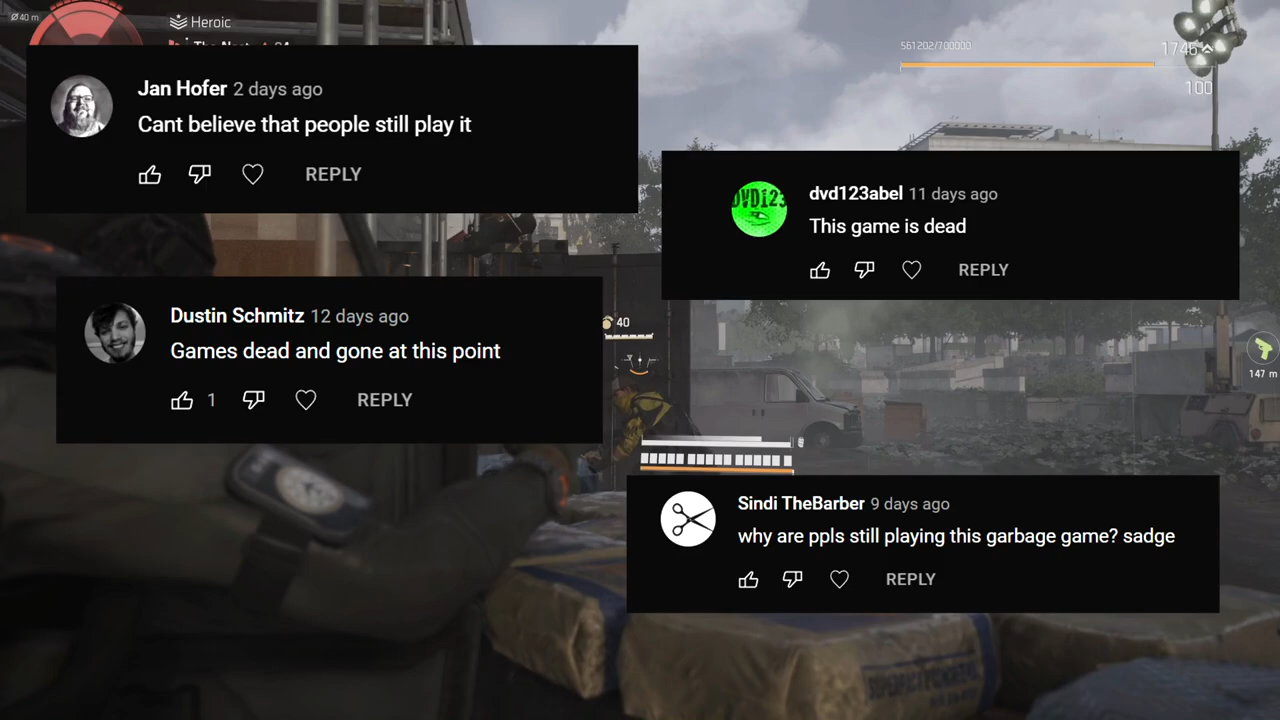 40 m
Heroic
561202/700000
1746
100
Jan Hofer 2 days ago
Cant believe that people still play it
REPLY
DVD123
dvd123abel 11 days ago
This game is dead
REPLY
Dustin Schmitz 12 days ago
Games dead and gone at this point
1
REPLY
40
147 m
Sindi TheBarber 9 days ago
why are ppls still playing this garbage game? sadge
REPLY